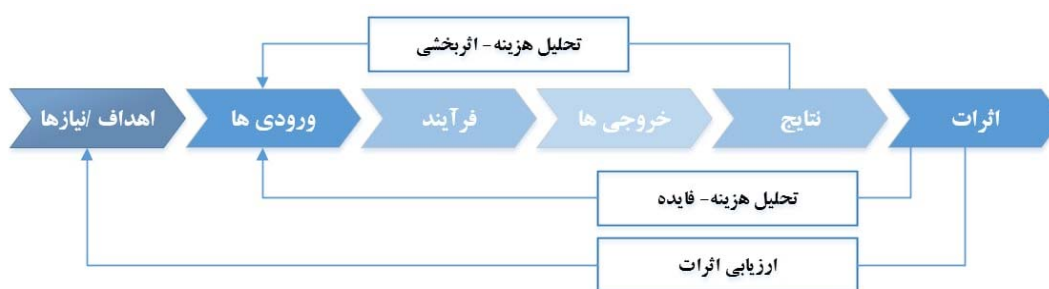 تحلیل هزینه- اثربخشی
اهداف /نیازها
ورودی ها
فرآیند
خروجی ها
نتایج
اثرات
تحلیل هزینه- فایده
ارزیابی اثرات